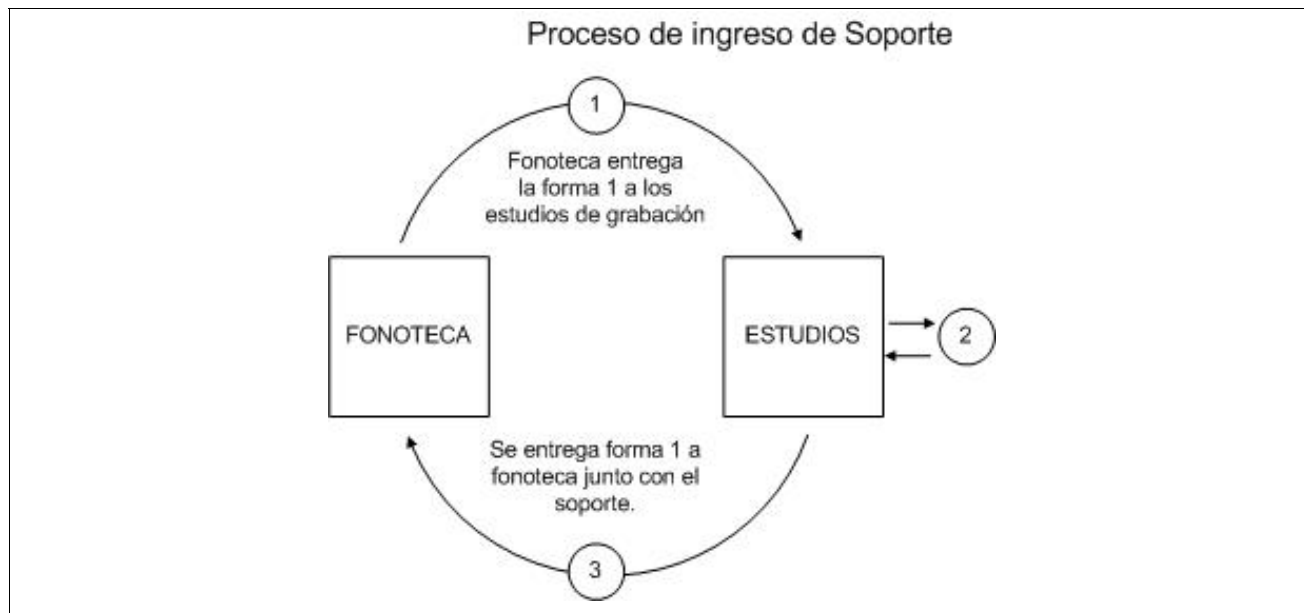 Proceso de ingreso de Soporte
1
Fonoteca entrega
la forma 1 a los
estudios de grabación
FONOTECA
ESTUDIOS
2
Se entrega forma 1 a
fonoteca junto con el
soporte.
3